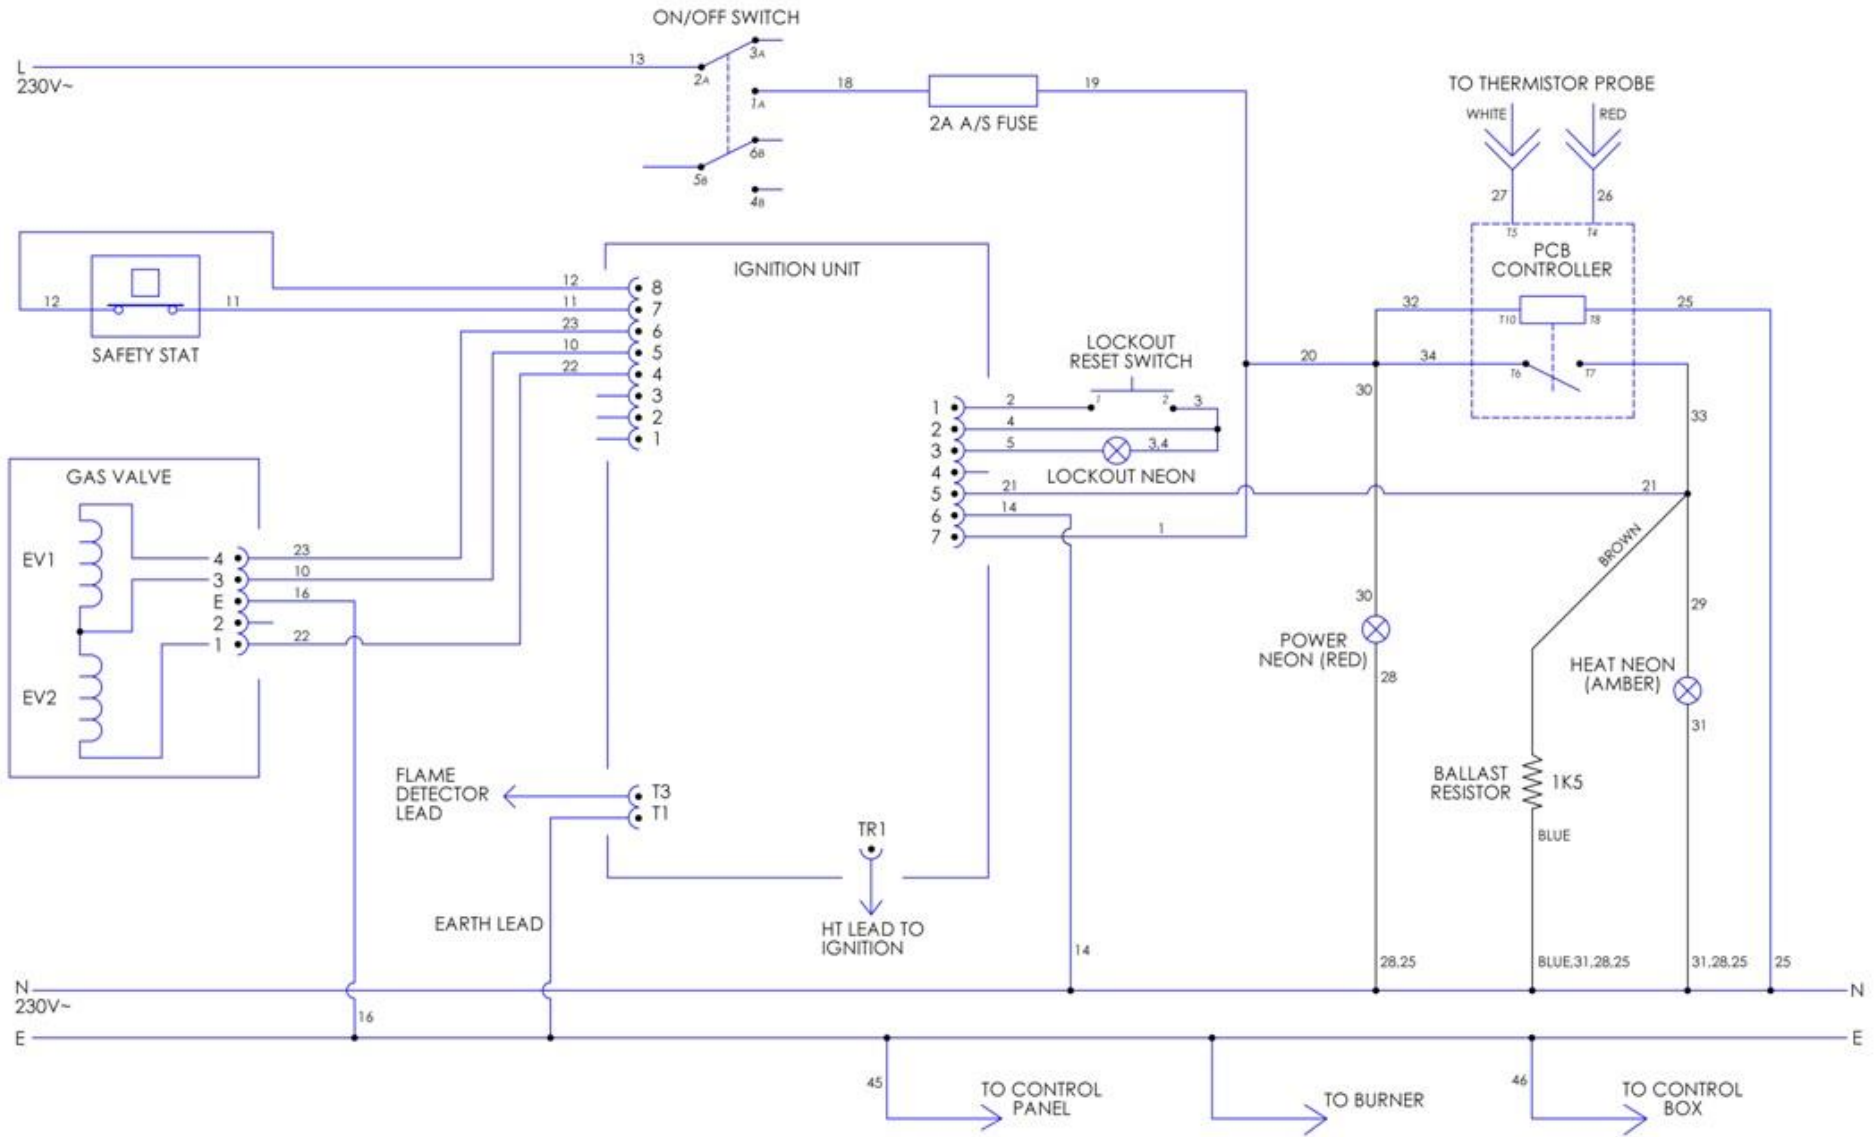 ON/OFF SWITCH
L
230V~
13
2A
3A
1A
18
2A A/S FUSE
19
6B
5B
4B
TO THERMISTOR PROBE
WHITE
RED
27
26
T5
T4
PCB
CONTROLLER
32
T10
T8
25
20
34
T6
T7
30
33
12
11
SAFETY STAT
IGNITION UNIT
12
8
11
7
23
6
10
5
22
4
3
2
1
LOCKOUT
RESET SWITCH
1
2
1
2
3
2
4
3
5
3,4
LOCKOUT NEON
4
5
21
21
6
14
7
1
GAS VALVE
EV1
EV2
4
23
3
10
E
16
2
1
22
BROWN
30
29
POWER
NEON (RED)
28
HEAT NEON
(AMBER)
31
BALLAST
RESISTOR
1K5
BLUE
FLAME
DETECTOR
LEAD
T3
T1
TR1
EARTH LEAD
HT LEAD TO
IGNITION
14
28,25
BLUE,31,28,25
31,28,25
25
N
230V~
N
16
E
E
45
TO CONTROL
PANEL
TO BURNER
46
TO CONTROL
BOX